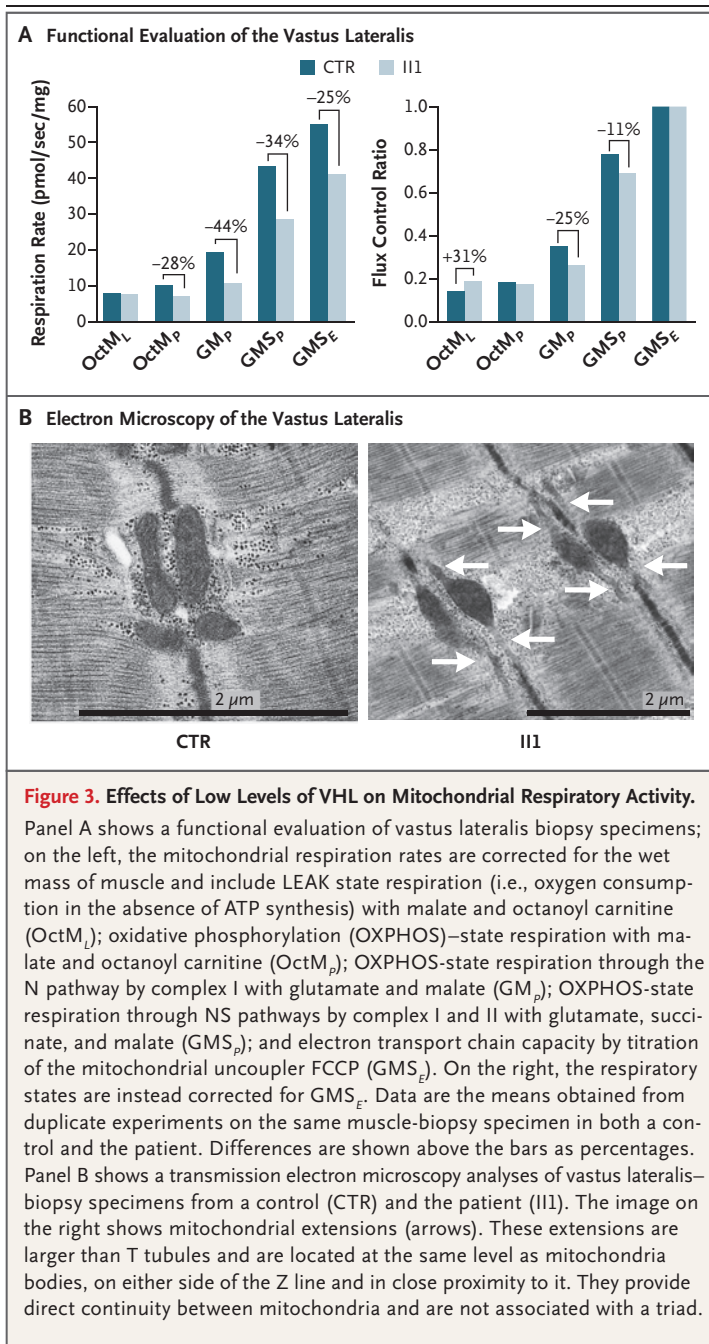 A Functional Evaluation of the Vastus Lateralis
CTR II1
Respiration Rate (pmol/sec/mg)
60
50
40
30
20
10
0
−28%
−44%
−34%
−25%
OctM_L OctM_P GM_P GMS_P GMS_E
Flux Control Ratio
1.0
0.8
0.6
0.4
0.2
0.0
+31%
−25%
−11%
OctM_L OctM_P GM_P GMS_P GMS_E
B Electron Microscopy of the Vastus Lateralis
2 µm
2 µm
CTR II1
Figure 3. Effects of Low Levels of VHL on Mitochondrial Respiratory Activity.
Panel A shows a functional evaluation of vastus lateralis biopsy specimens;
on the left, the mitochondrial respiration rates are corrected for the wet
mass of muscle and include LEAK state respiration (i.e., oxygen consump-
tion in the absence of ATP synthesis) with malate and octanoyl carnitine
(OctM_L); oxidative phosphorylation (OXPHOS)–state respiration with ma-
late and octanoyl carnitine (OctM_P); OXPHOS-state respiration through the
N pathway by complex I with glutamate and malate (GM_P); OXPHOS-state
respiration through NS pathways by complex I and II with glutamate, succi-
nate, and malate (GMS_P); and electron transport chain capacity by titration
of the mitochondrial uncoupler FCCP (GMS_E). On the right, the respiratory
states are instead corrected for GMS_E. Data are the means obtained from
duplicate experiments on the same muscle-biopsy specimen in both a con-
trol and the patient. Differences are shown above the bars as percentages.
Panel B shows a transmission electron microscopy analyses of vastus lateralis–
biopsy specimens from a control (CTR) and the patient (II1). The image on
the right shows mitochondrial extensions (arrows). These extensions are
larger than T tubules and are located at the same level as mitochondria
bodies, on either side of the Z line and in close proximity to it. They provide
direct continuity between mitochondria and are not associated with a triad.